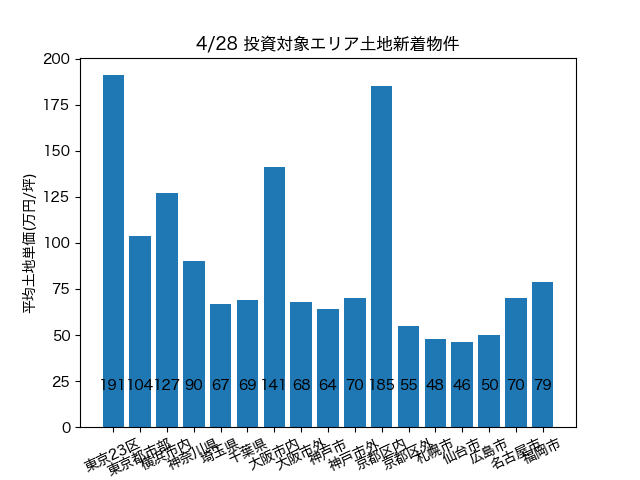 4/28 投資対象エリア土地新着物件
平均土地単価(万円/坪)
200
175
150
125
100
75
50
25
0
191 104 127 90 67 69 141 68 64 70 185 55 48 46 50 70 79
東京23区
東京都市部
横浜市内
神奈川県
埼玉県
千葉県
大阪市内
大阪市外
神戸市
神戸市外
京都区内
京都区外
札幌市
仙台市
広島市
名古屋市
福岡市